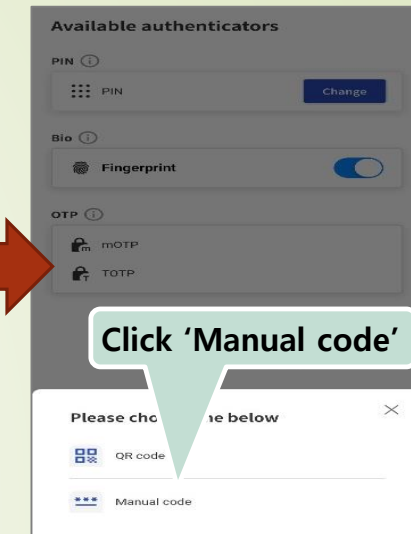 Available authenticators
PIN
PIN
Change
Bio
Fingerprint
OTP
mOTP
TOTP
Click ‘Manual code’
Please cho ne below
QR code
Manual code